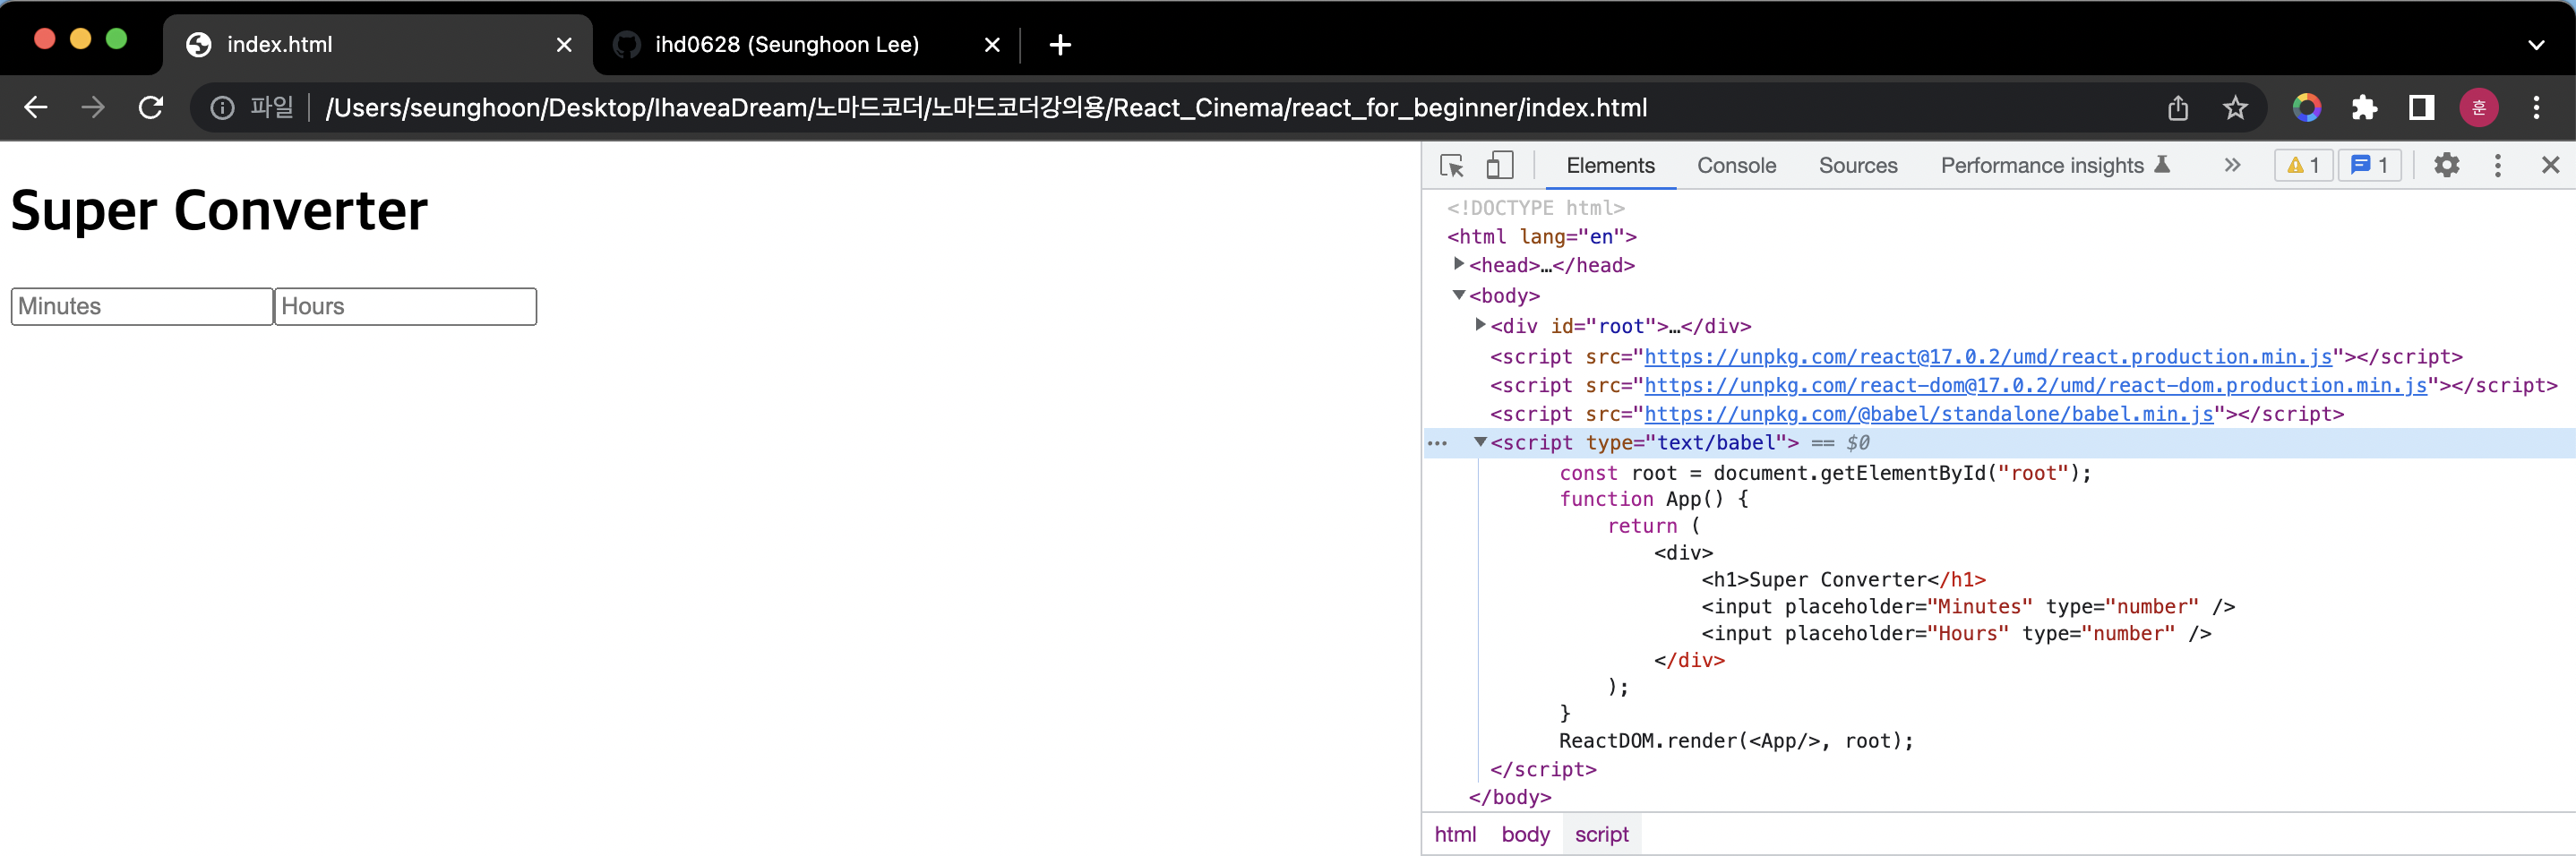 index.html
ihd0628 (Seunghoon Lee)
파일 /Users/seunghoon/Desktop/IhaveaDream/노마드코더/노마드코더강의용/React_Cinema/react_for_beginner/index.html
훈
Super Converter
Minutes
Hours
Elements Console Sources Performance insights 1 1
<!DOCTYPE html>
<html lang="en">
<head>…</head>
<body>
<div id="root">…</div>
<script src="https://unpkg.com/react@17.0.2/umd/react.production.min.js"></script>
<script src="https://unpkg.com/react-dom@17.0.2/umd/react-dom.production.min.js"></script>
<script src="https://unpkg.com/@babel/standalone/babel.min.js"></script>
<script type="text/babel"> == $0
const root = document.getElementById("root");
function App() {
return (
<div>
<h1>Super Converter</h1>
<input placeholder="Minutes" type="number" />
<input placeholder="Hours" type="number" />
</div>
);
}
ReactDOM.render(<App/>, root);
</script>
</body>
html body script